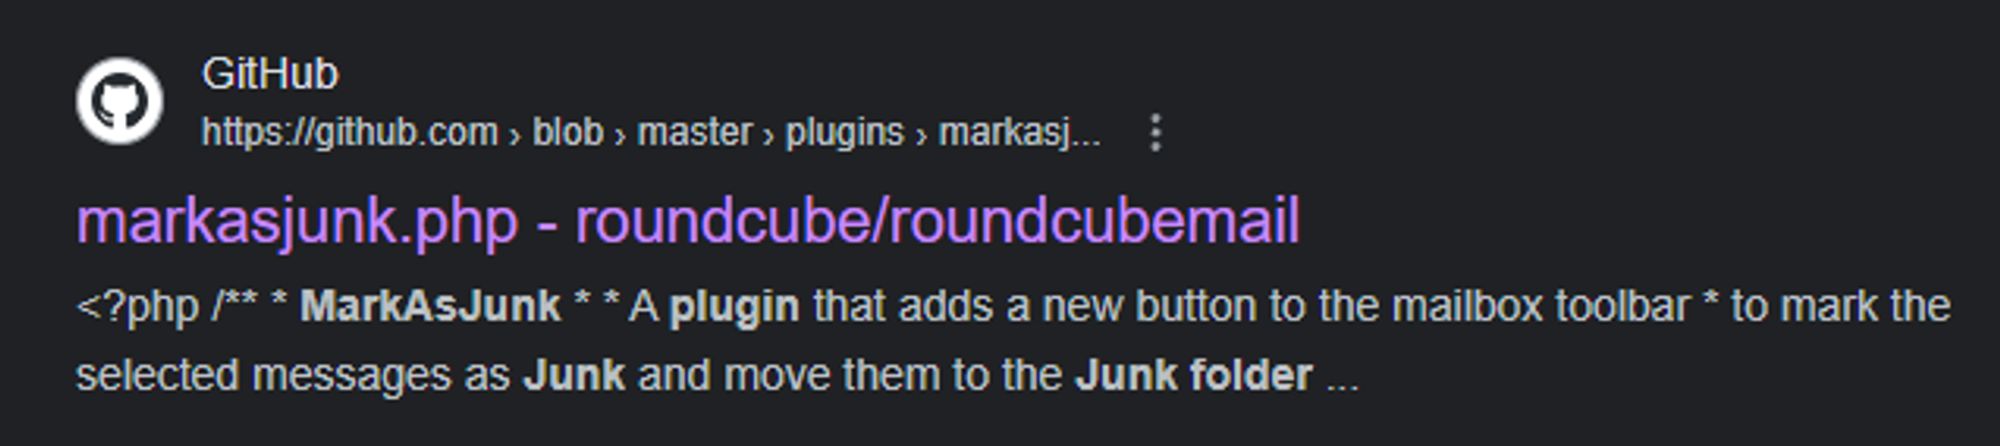 GitHub
https://github.com › blob › master › plugins › markasj...
markasjunk.php - roundcube/roundcubemail
<?php /** * MarkAsJunk * * A plugin that adds a new button to the mailbox toolbar * to mark the
selected messages as Junk and move them to the Junk folder ...